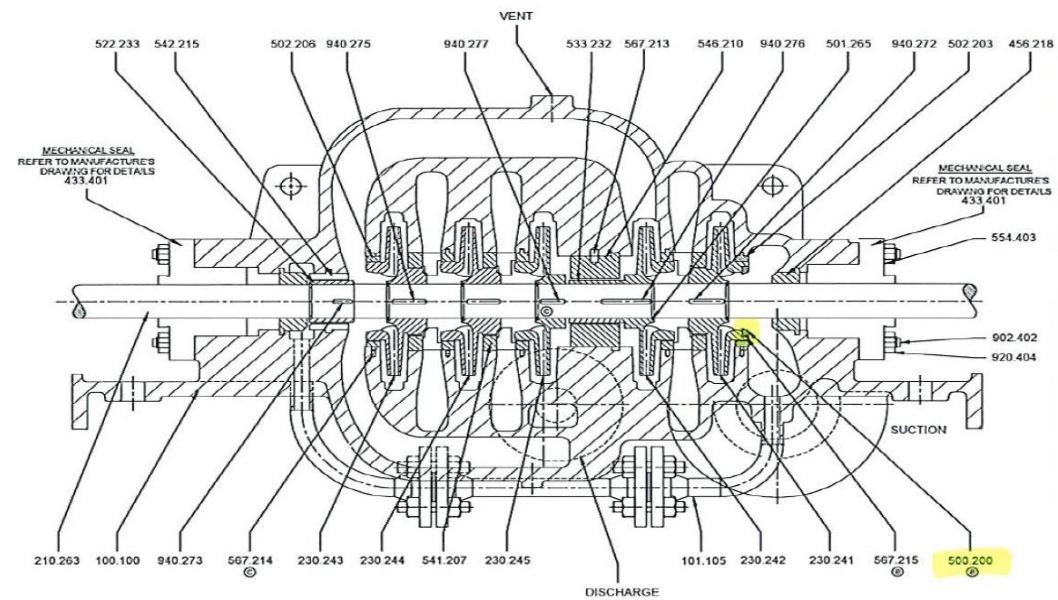 VENT
522.233 542.215 502.206 940.275 940.277 533.232 567.213 546.210 940.276 501.265 940.272 502.203 456.218
MECHANICAL SEAL
REFER TO MANUFACTURE'S
DRAWING FOR DETAILS
433.401
MECHANICAL SEAL
REFER TO MANUFACTURE'S
DRAWING FOR DETAILS
433.401
554.403
C
902.402
920.404
SUCTION
210.263 100.100 940.273 567.214 230.243 230.244 541.207 230.245 101.105 230.242 230.241 567.215 500.200
C
DISCHARGE